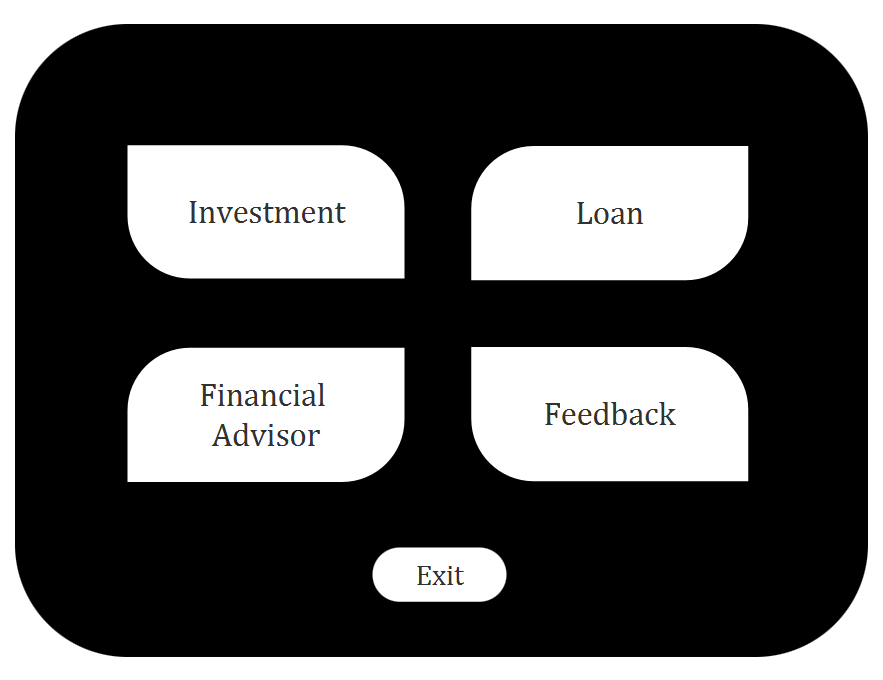 Investment
Loan
Financial
Advisor
Feedback
Exit